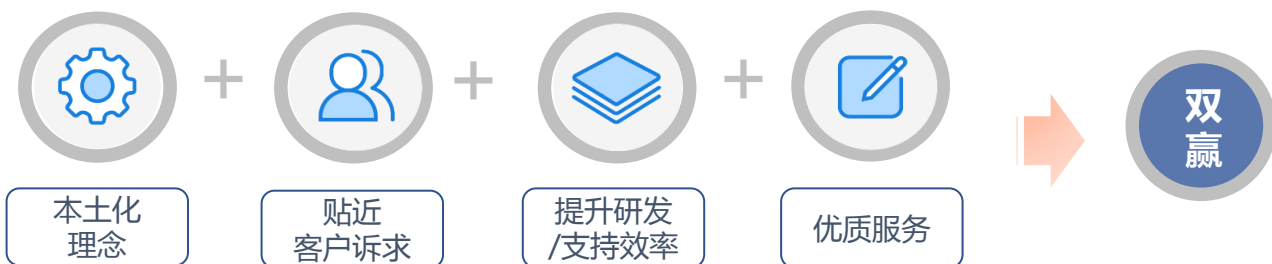 本土化
理念
贴近
客户诉求
提升研发
/支持效率
优质服务
双
赢